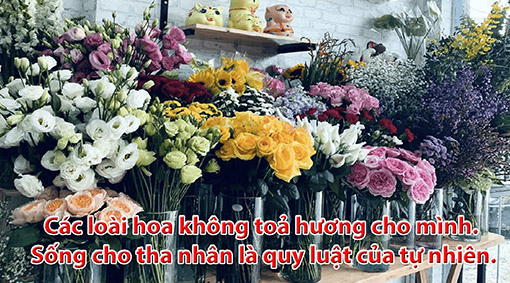 Các loài hoa không toả hương cho mình.
Sống cho tha nhân là quy luật của tự nhiên.